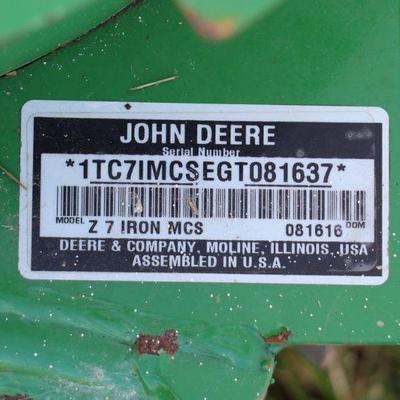 JOHN DEERE
Serial Number
*1TC7IMCSEGT081637*
MODEL Z 7 IRON MCS 081616 DOM
DEERE & COMPANY, MOLINE, ILLINOIS, USA
ASSEMBLED IN U.S.A.